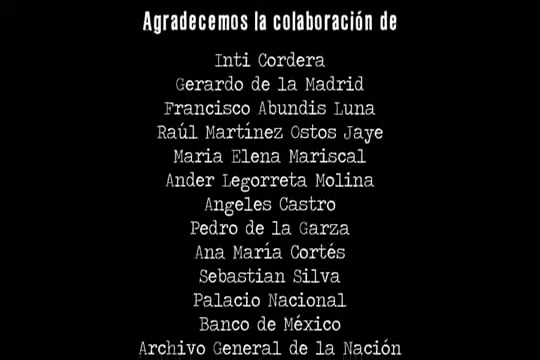 Agradecemos la colaboración de
Inti Cordera
Gerardo de la Madrid
Francisco Abundis Luna
Raúl Martínez Ostos Jaye
Maria Elena Mariscal
Ander Legorreta Molina
Angeles Castro
Pedro de la Garza
Ana María Cortés
Sebastian Silva
Palacio Nacional
Banco de México
Archivo General de la Nación